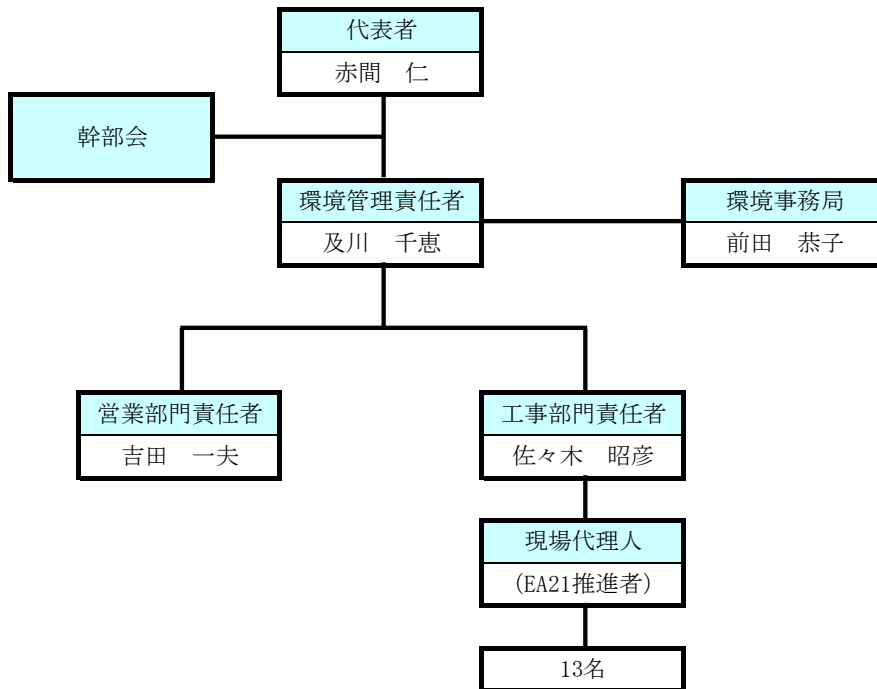 代表者
赤間　仁
幹部会
環境管理責任者
及川　千恵
環境事務局
前田　恭子
営業部門責任者
吉田　一夫
工事部門責任者
佐々木　昭彦
現場代理人
(EA21推進者)
13名